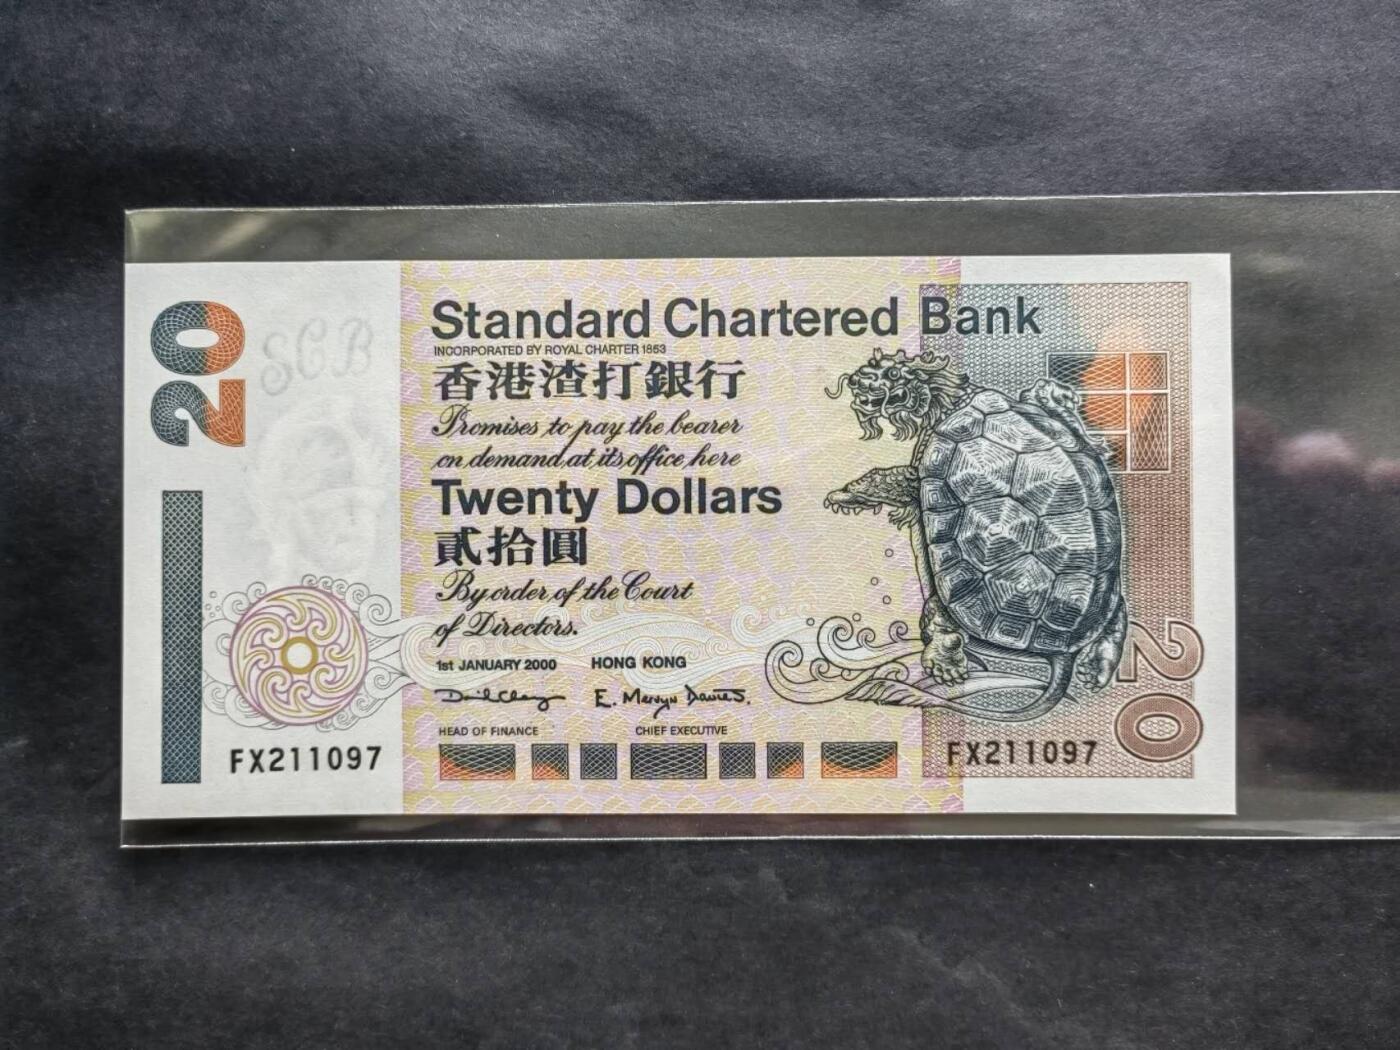 20
SCB
Standard Chartered Bank
INCORPORATED BY ROYAL CHARTER 1853
香港渣打銀行
Promises to pay the bearer
on demand at its office here
Twenty Dollars
貳拾圓
By order of the Court
of Directors.
1st JANUARY 2000 HONG KONG
E. Mervyn Davies.
HEAD OF FINANCE CHIEF EXECUTIVE
FX211097
FX211097
20